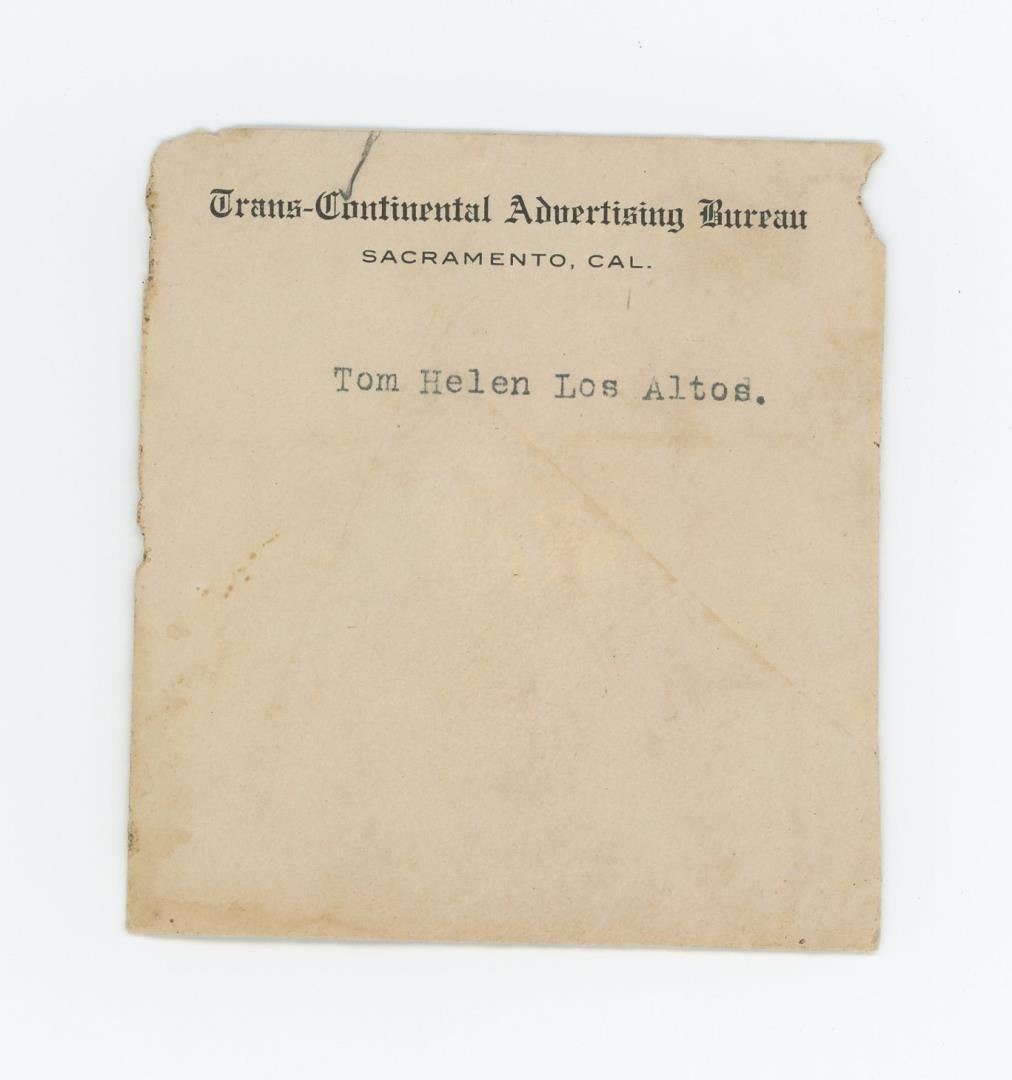 Trans-Continental Advertising Bureau
SACRAMENTO, CAL.
Tom Helen Los Altos.